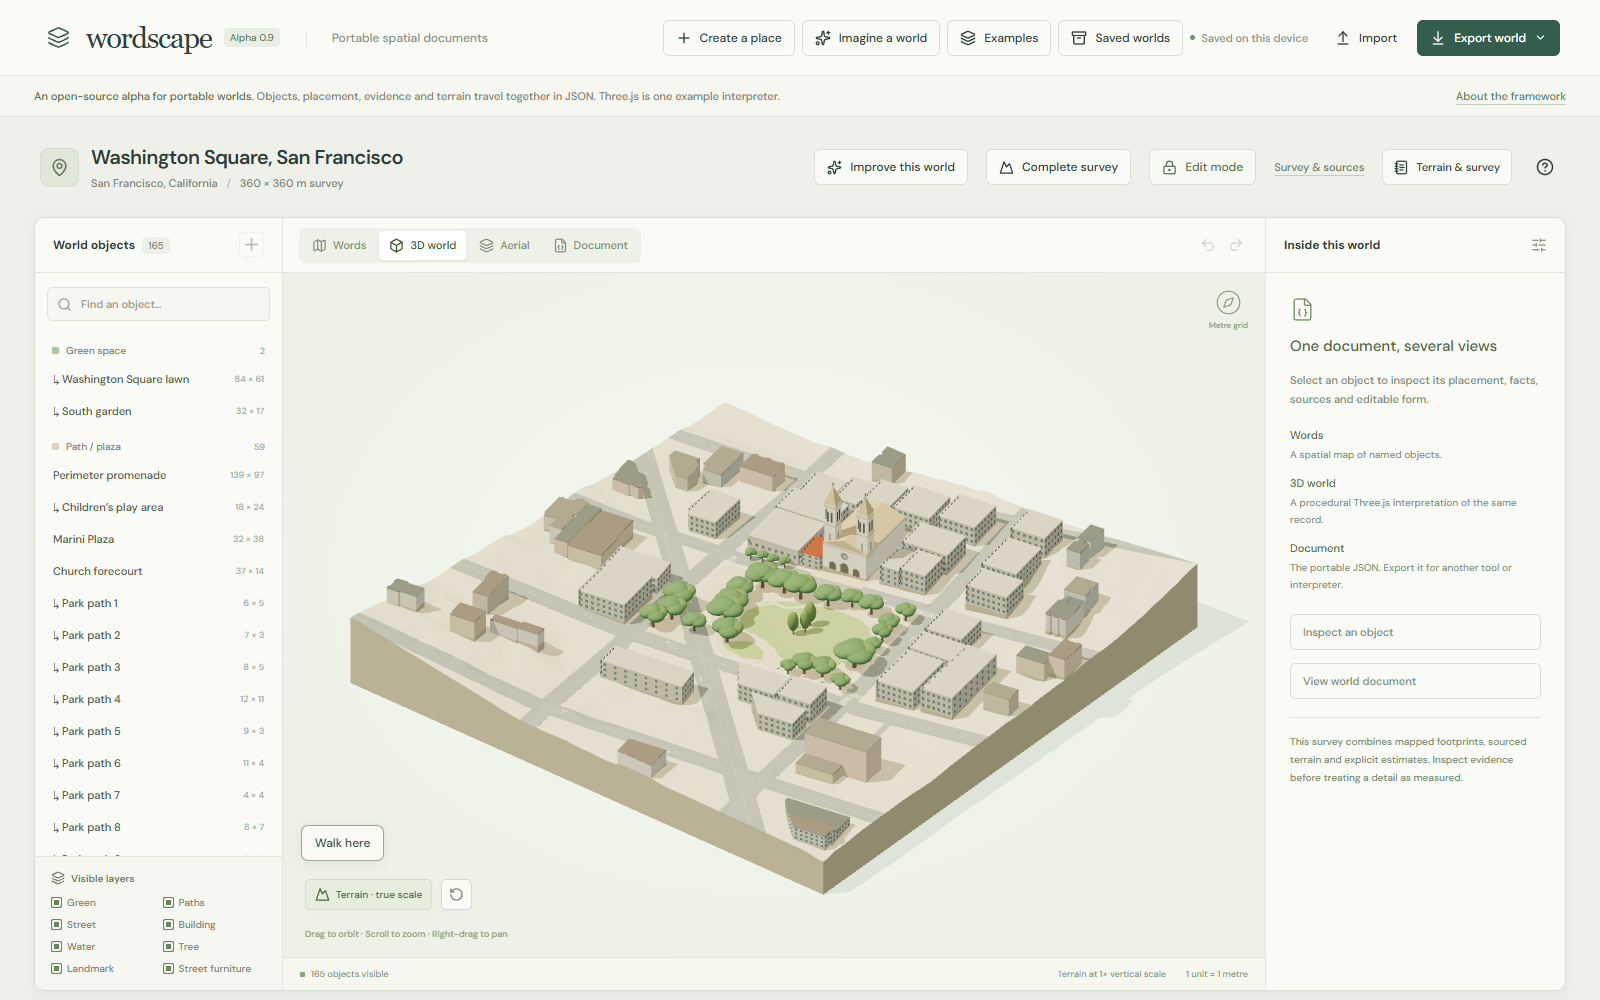 wordscape
Alpha 0.9
Portable spatial documents
Create a place
Imagine a world
Examples
Saved worlds
Saved on this device
Import
Export world
An open-source alpha for portable worlds. Objects, placement, evidence and terrain travel together in JSON. Three.js is one example interpreter.
About the framework
Washington Square, San Francisco
San Francisco, California / 360 × 360 m survey
Improve this world
Complete survey
Edit mode
Survey & sources
Terrain & survey
World objects 165
Find an object…
Green space 2
↳ Washington Square lawn 84 × 61
↳ South garden 32 × 17
Path / plaza 59
Perimeter promenade 139 × 97
↳ Children's play area 18 × 24
Marini Plaza 32 × 38
Church forecourt 37 × 14
↳ Park path 1 6 × 5
↳ Park path 2 7 × 3
↳ Park path 3 8 × 5
↳ Park path 4 12 × 11
↳ Park path 5 9 × 3
↳ Park path 6 11 × 4
↳ Park path 7 4 × 4
↳ Park path 8 8 × 7
Visible layers
Green
Paths
Street
Building
Water
Tree
Landmark
Street furniture
Words
3D world
Aerial
Document
Metre grid
Walk here
Terrain · true scale
Drag to orbit · Scroll to zoom · Right-drag to pan
165 objects visible
Terrain at 1× vertical scale
1 unit = 1 metre
Inside this world
One document, several views
Select an object to inspect its placement, facts,
sources and editable form.
Words
A spatial map of named objects.
3D world
A procedural Three.js interpretation of the same
record.
Document
The portable JSON. Export it for another tool or
interpreter.
Inspect an object
View world document
This survey combines mapped footprints, sourced
terrain and explicit estimates. Inspect evidence
before treating a detail as measured.